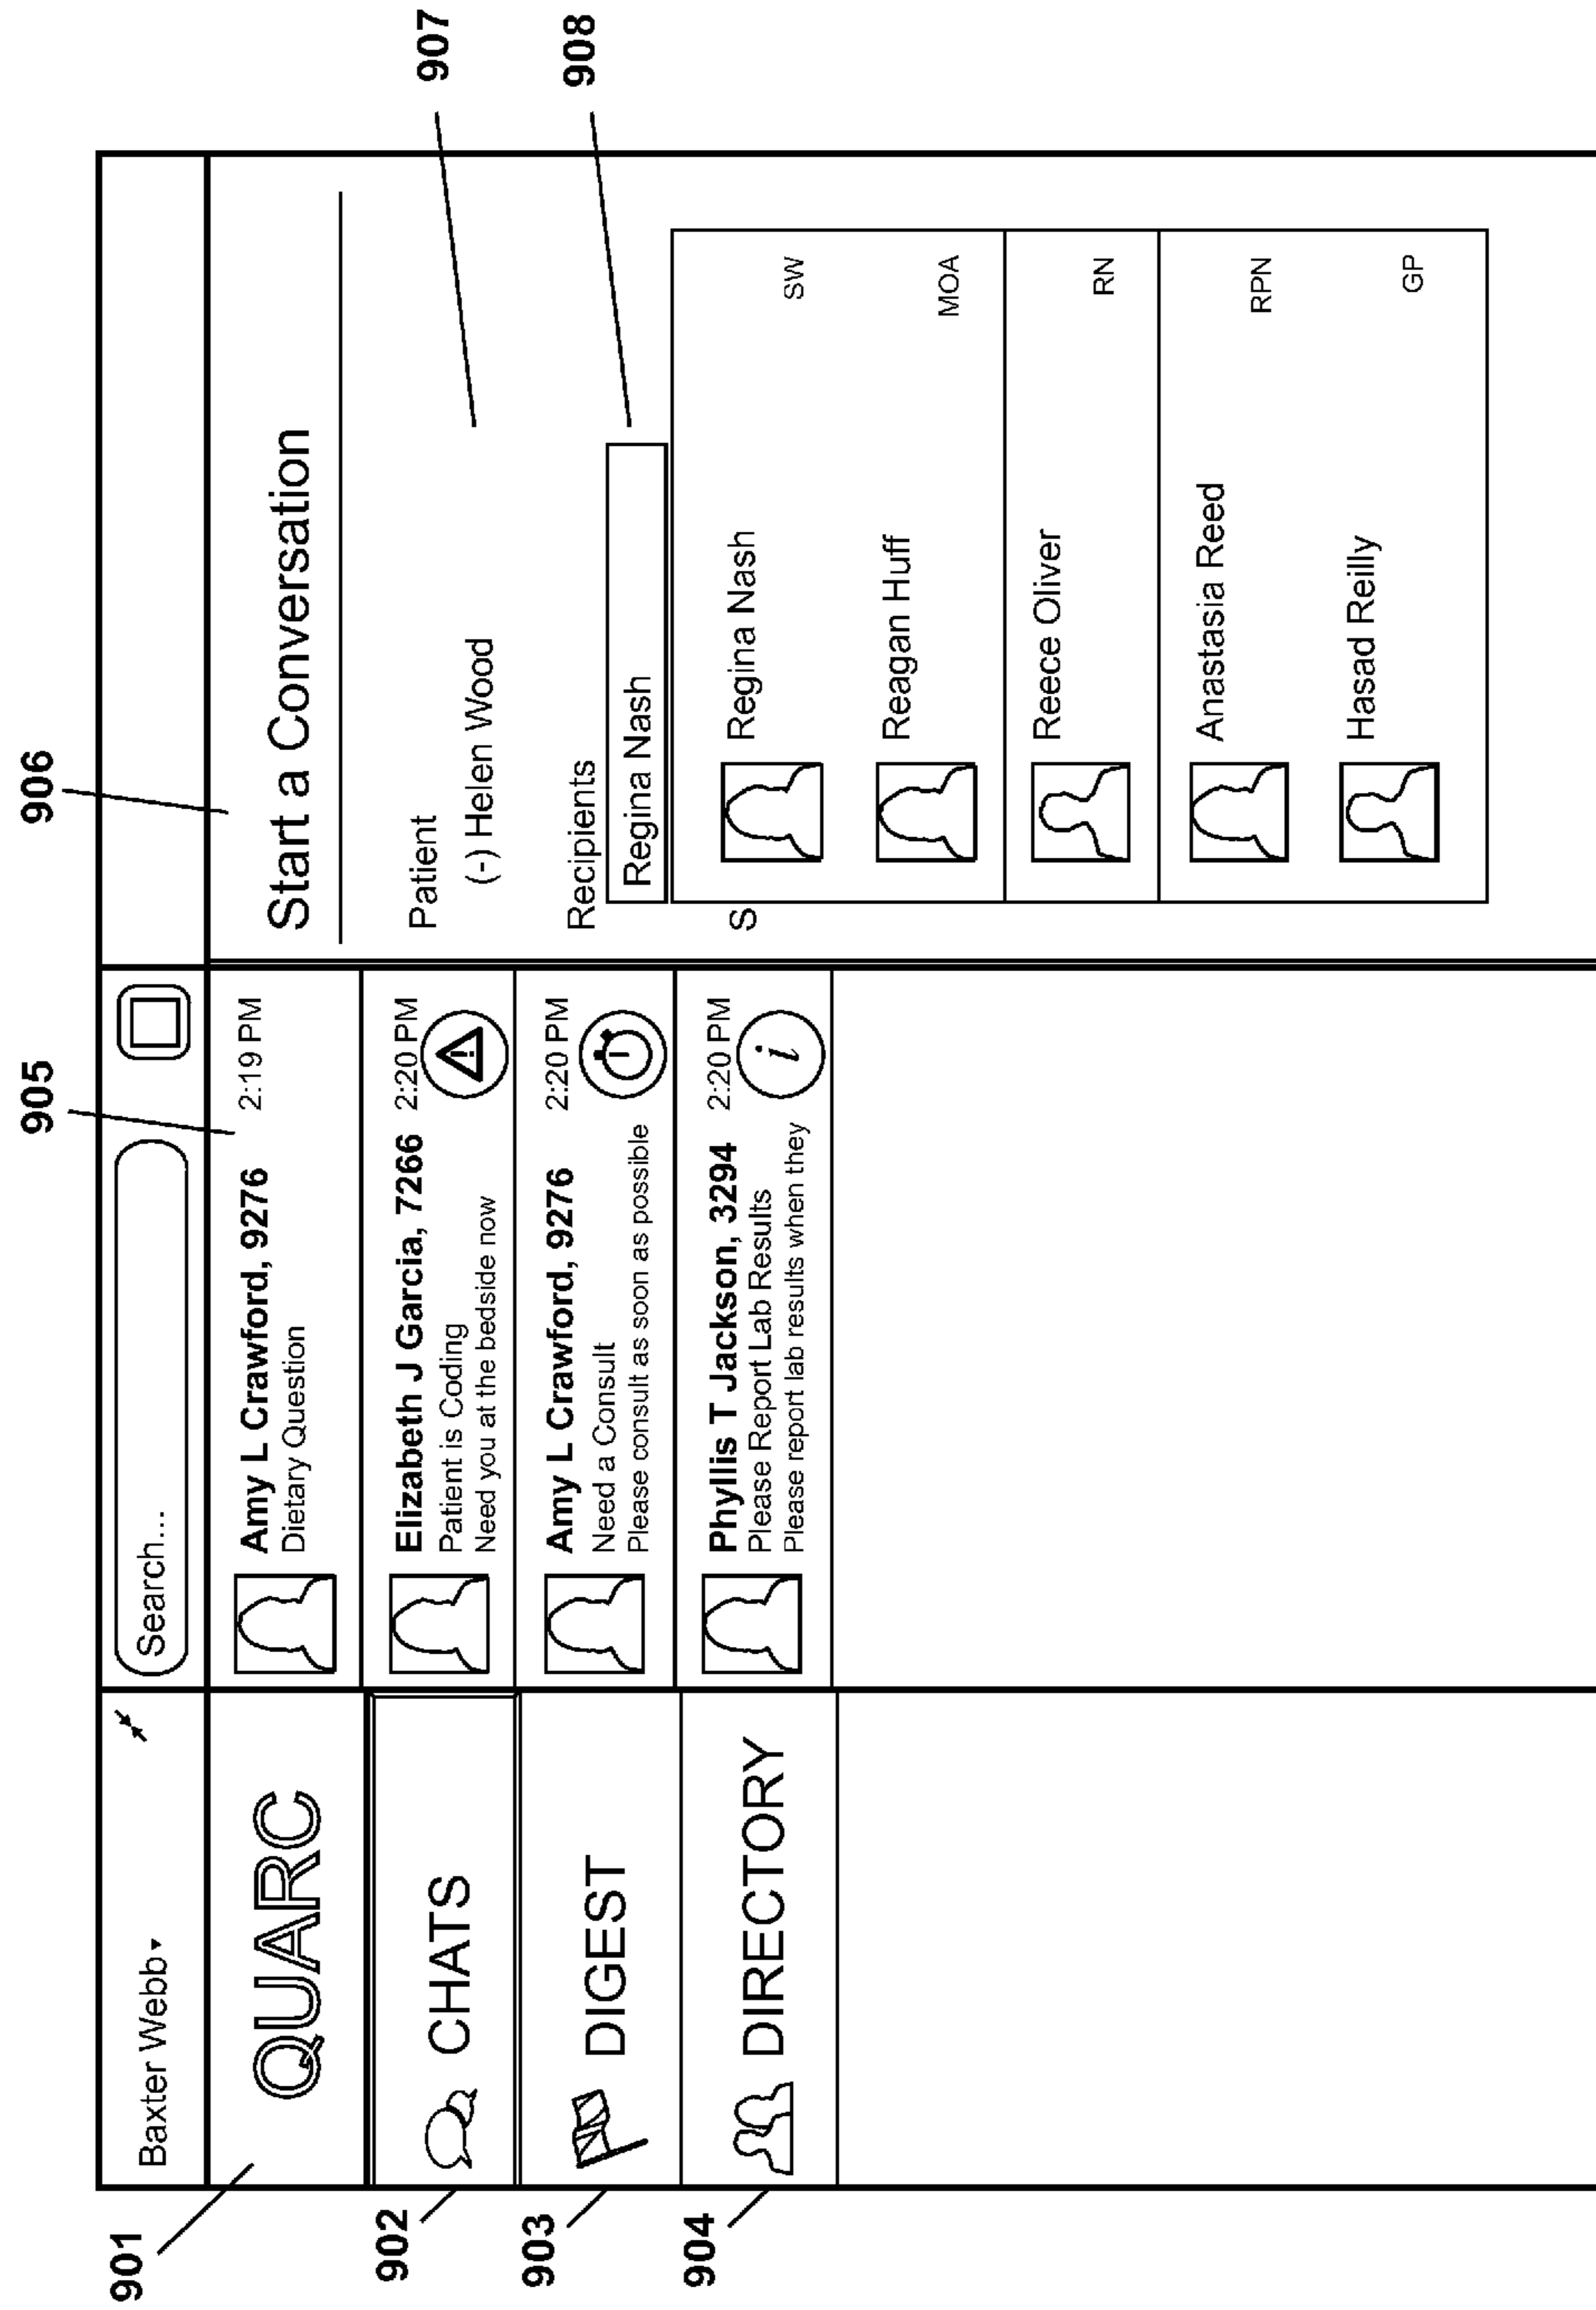 906
905
907
908
Baxter Webb
Search...
901
QUARC
902
CHATS
903
DIGEST
904
DIRECTORY
Amy L Crawford, 9276 2:19 PM
Dietary Question
Elizabeth J Garcia, 7266 2:20 PM
Patient is Coding
Need you at the bedside now
Amy L Crawford, 9276 2:20 PM
Need a Consult
Please consult as soon as possible
Phyllis T Jackson, 3294 2:20 PM
Please Report Lab Results
Please report lab results when they
i
Start a Conversation
Patient
(-) Helen Wood
Recipients
Regina Nash
S
Regina Nash SW
Reagan Huff MOA
Reece Oliver RN
Anastasia Reed RPN
Hasad Reilly GP